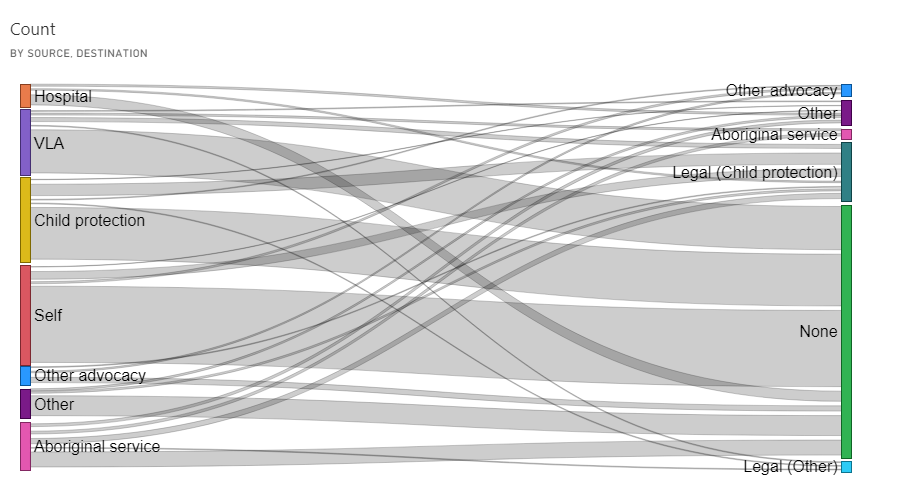 Count
BY SOURCE, DESTINATION
Hospital
VLA
Child protection
Self
Other advocacy
Other
Aboriginal service
Other advocacy
Other
Aboriginal service
Legal (Child protection)
None
Legal (Other)